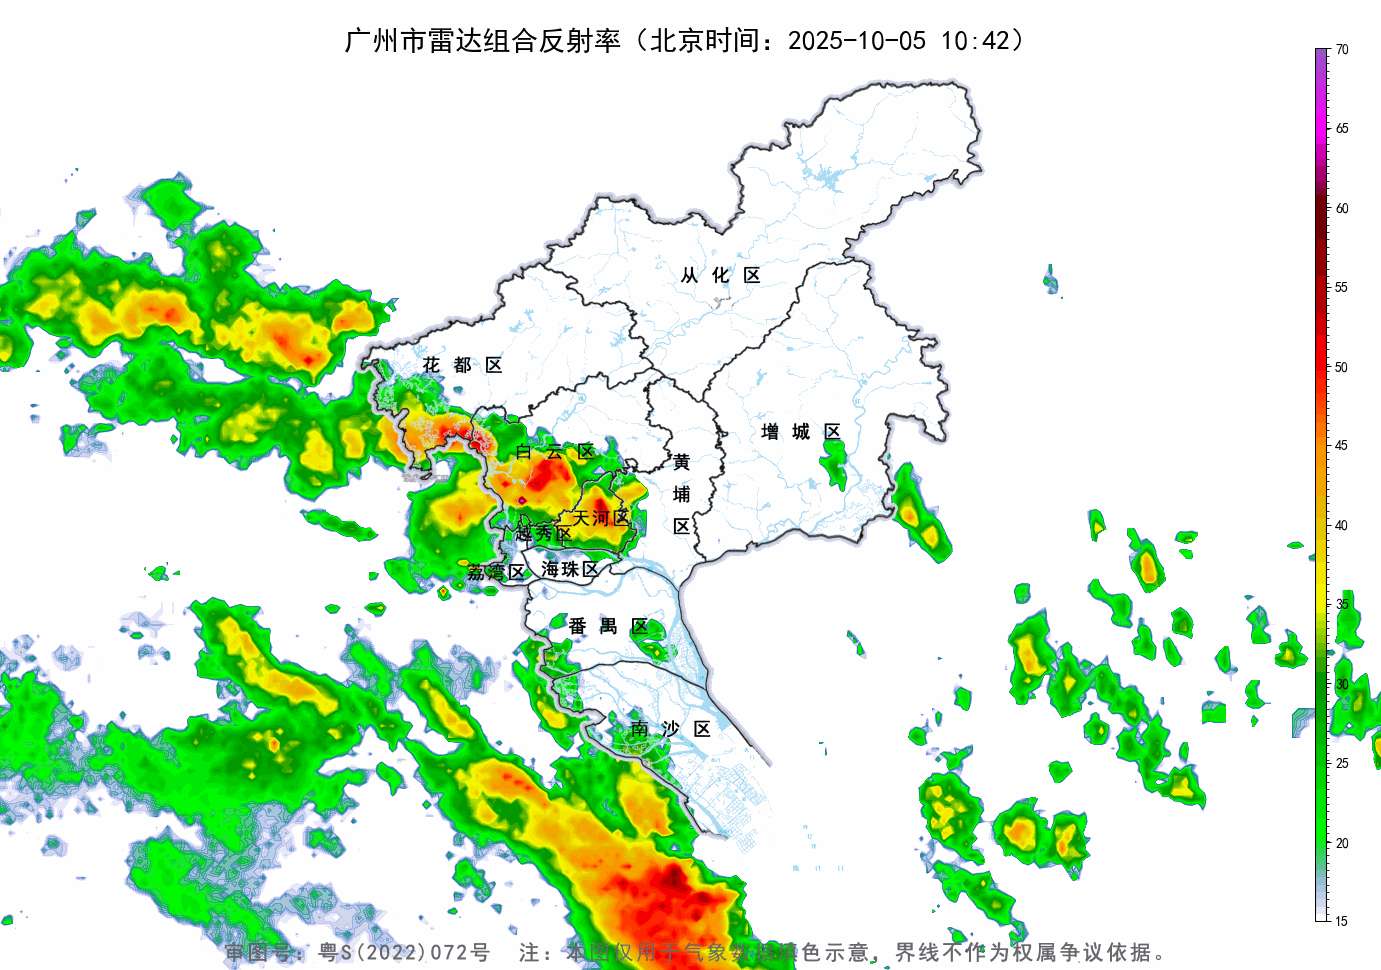 广州市雷达组合反射率（北京时间：2025-10-05 10:42）
70
65
60
55
50
45
40
35
30
25
20
15
从化区
花都区
增城区
白云区
黄埔区
天河区
越秀区
荔湾区
海珠区
番禺区
南沙区
审图号：粤S(2022)072号 注：本图仅用于气象数据渲色示意，界线不作为权属争议依据。